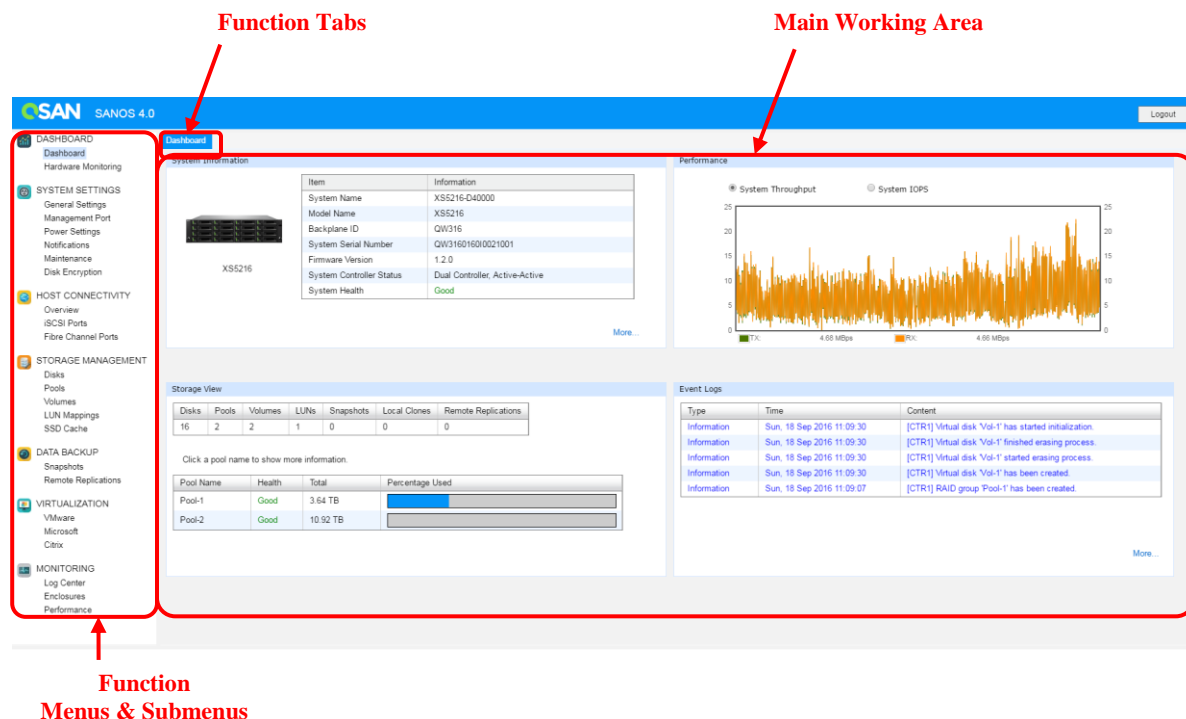 Function Tabs
Main Working Area
QSAN SANOS 4.0
Logout
DASHBOARD
Dashboard
Hardware Monitoring
SYSTEM SETTINGS
General Settings
Management Port
Power Settings
Notifications
Maintenance
Disk Encryption
HOST CONNECTIVITY
Overview
iSCSI Ports
Fibre Channel Ports
STORAGE MANAGEMENT
Disks
Pools
Volumes
LUN Mappings
SSD Cache
DATA BACKUP
Snapshots
Remote Replications
VIRTUALIZATION
VMware
Microsoft
Citrix
MONITORING
Log Center
Enclosures
Performance
Dashboard
System Information
XS5216
Item Information
System Name XS5216-D40000
Model Name XS5216
Backplane ID QW316
System Serial Number QW3160160I0021001
Firmware Version 1.2.0
System Controller Status Dual Controller, Active-Active
System Health Good
More...
Performance
System Throughput System IOPS
25 25
20 20
15 15
10 10
5 5
0 0
TX: 4.68 MBps RX: 4.66 MBps
Storage View
Disks Pools Volumes LUNs Snapshots Local Clones Remote Replications
16 2 2 1 0 0 0
Click a pool name to show more information.
Pool Name Health Total Percentage Used
Pool-1 Good 3.64 TB
Pool-2 Good 10.92 TB
Event Logs
Type Time Content
Information Sun, 18 Sep 2016 11:09:30 [CTR1] Virtual disk 'Vol-1' has started initialization.
Information Sun, 18 Sep 2016 11:09:30 [CTR1] Virtual disk 'Vol-1' finished erasing process.
Information Sun, 18 Sep 2016 11:09:30 [CTR1] Virtual disk 'Vol-1' started erasing process.
Information Sun, 18 Sep 2016 11:09:30 [CTR1] Virtual disk 'Vol-1' has been created.
Information Sun, 18 Sep 2016 11:09:07 [CTR1] RAID group 'Pool-1' has been created.
More...
Function
Menus & Submenus